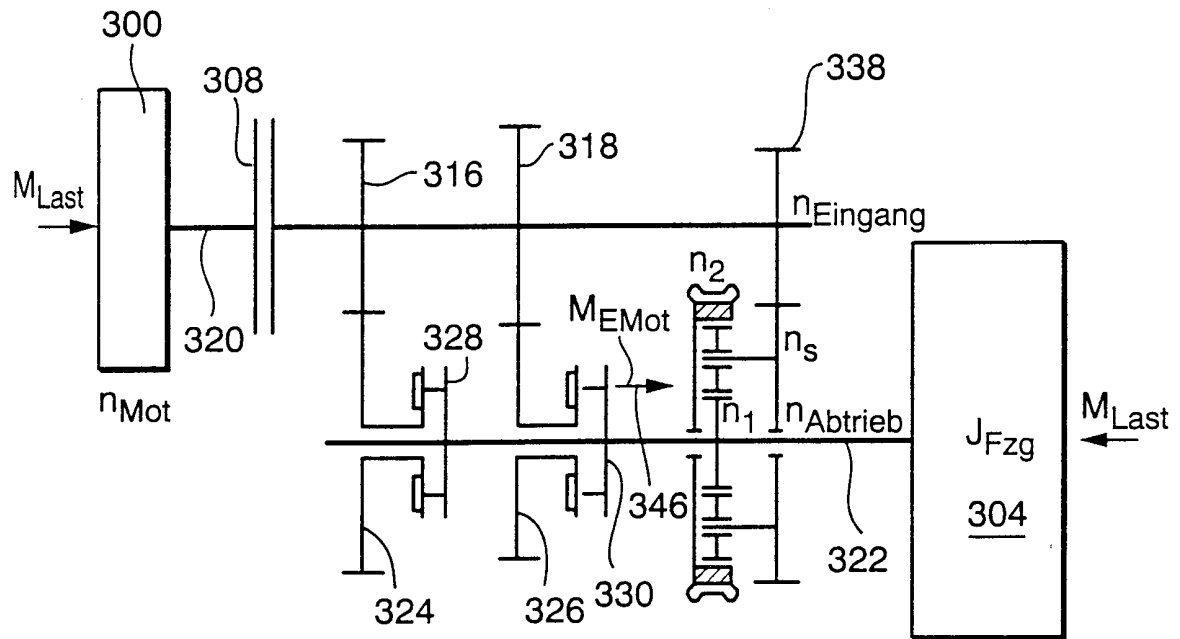 300
308
338
318
316
M_Last
n_Eingang
n_2
M_EMot
328
n_s
320
n_Mot
n_1
n_Abtrieb
M_Last
J_Fzg
346
304
322
324
326
330